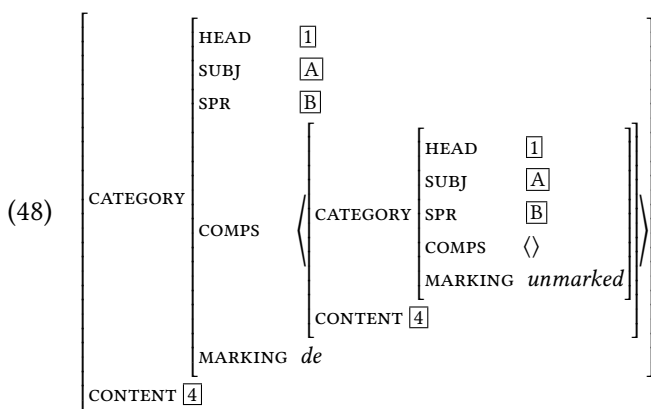 HEAD 1
SUBJ A
SPR B
HEAD 1
SUBJ A
(48) CATEGORY COMPS ⟨ CATEGORY SPR B ⟩
COMPS ⟨⟩
MARKING unmarked
CONTENT 4
MARKING de
CONTENT 4